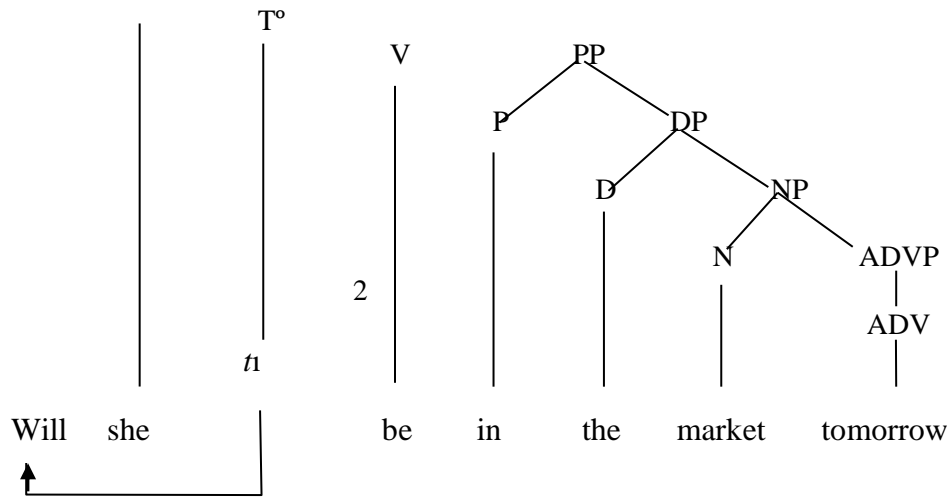 Tº
V PP
P DP
D NP
N ADVP
2
ADV
t1
Will she be in the market tomorrow